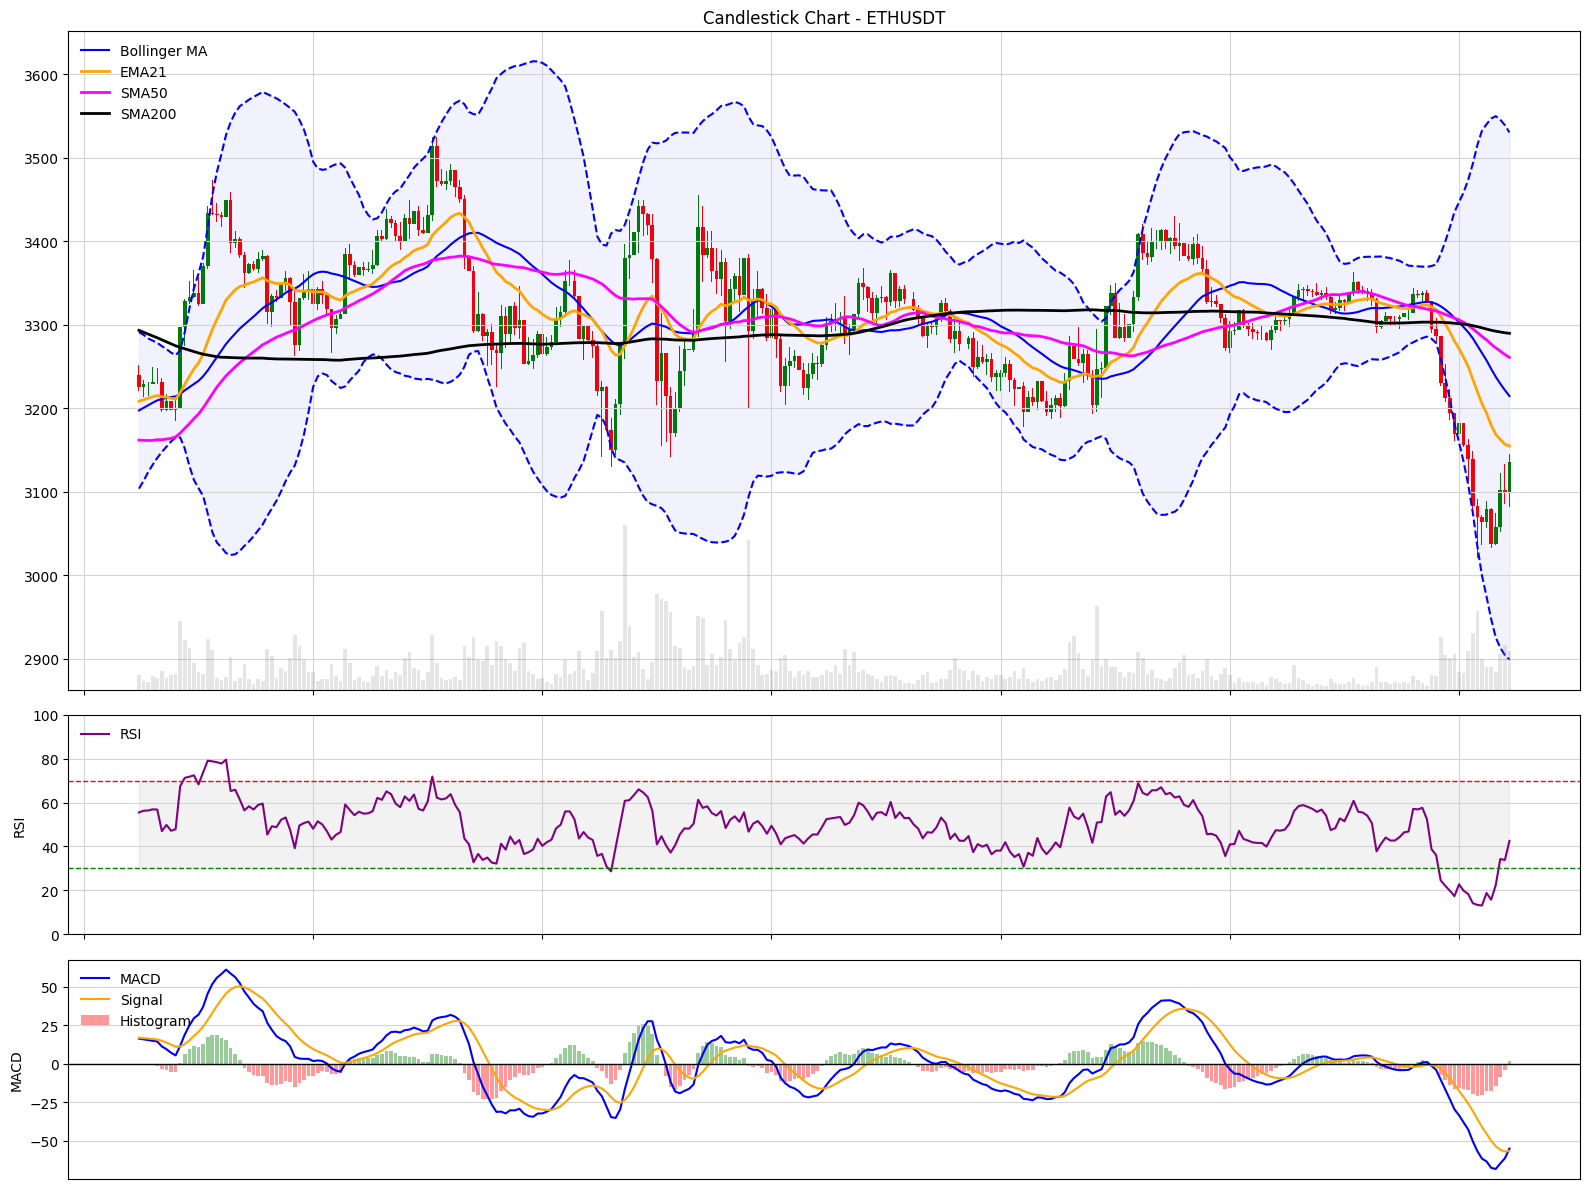 Candlestick Chart - ETHUSDT
Bollinger MA
EMA21
SMA50
SMA200
3600
3500
3400
3300
3200
3100
3000
2900
RSI
100
80
60
40
20
0
RSI
MACD
Signal
Histogram
50
25
0
−25
−50
MACD